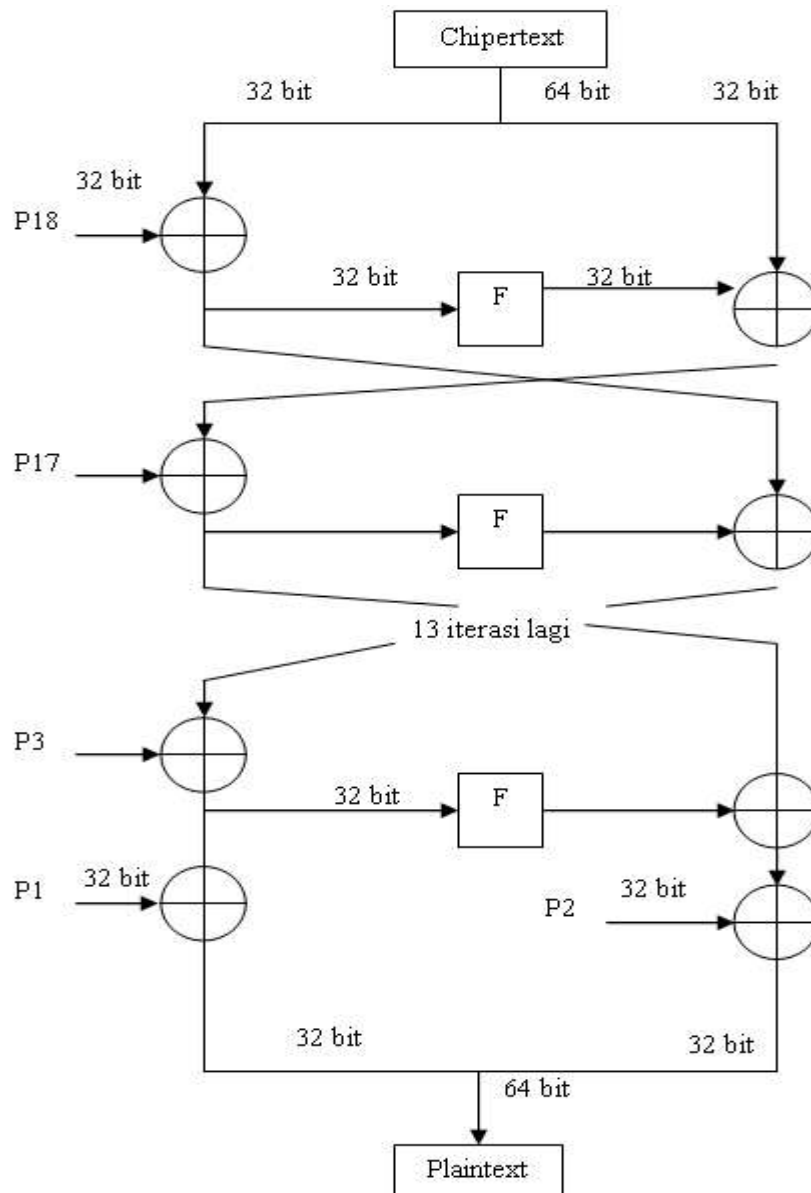 Chipertext
32 bit
64 bit
32 bit
32 bit
P18
32 bit
F
32 bit
P17
F
13 iterasi lagi
P3
F
32 bit
P1
32 bit
32 bit
P2
32 bit
32 bit
64 bit
Plaintext